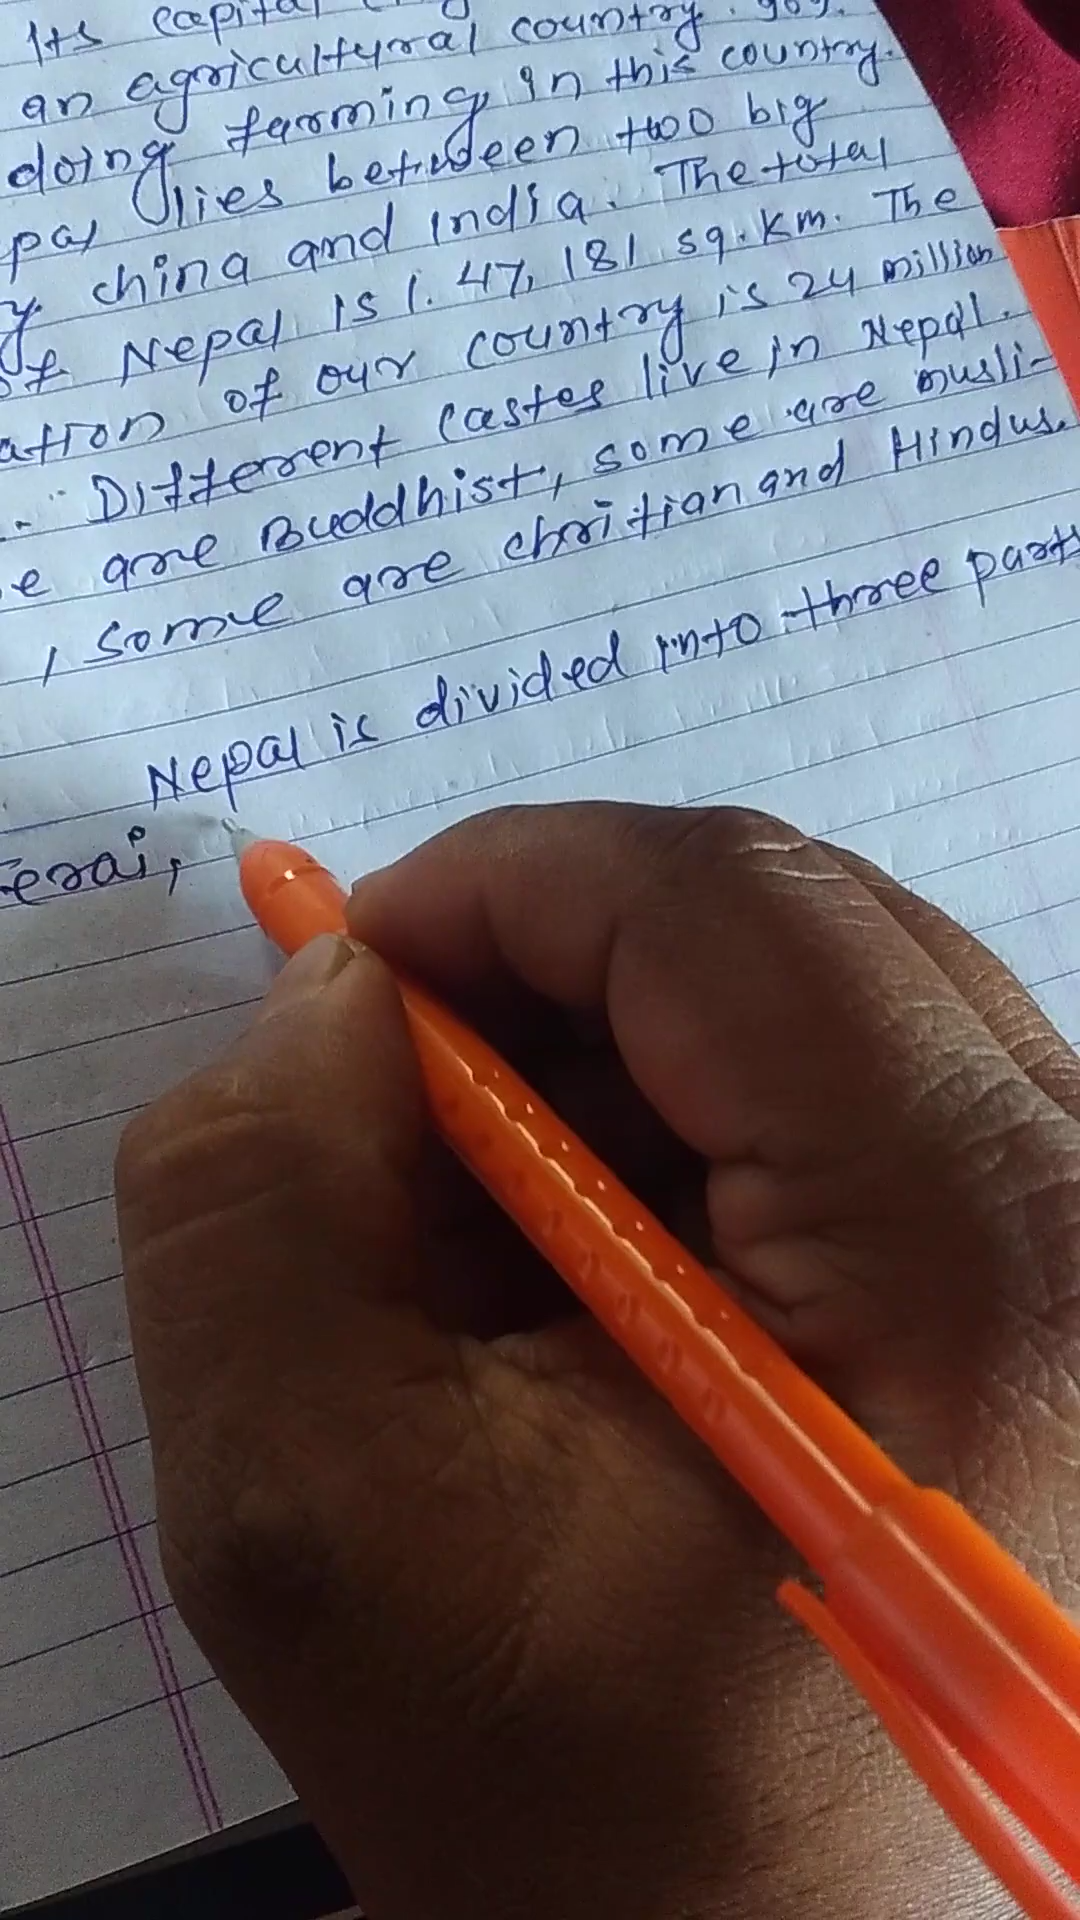 Its capital
an agricultural country. 90%.
doing farming in this country.
pal lies between two big
y china and India. The total
of Nepal is 1.47,181 sq.km. The
ation of our country is 24 million
.. Different castes live in Nepal.
e are Buddhist, some are musli-
, some are chritian and Hindus.
Nepal is divided into three parts
Terai,